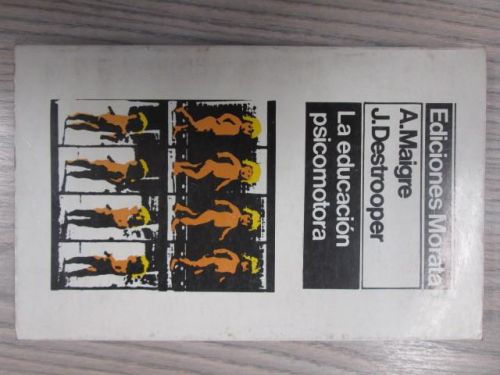 Ediciones Morata
A. Maigre
J. Destrooper
La educación
psicomotora